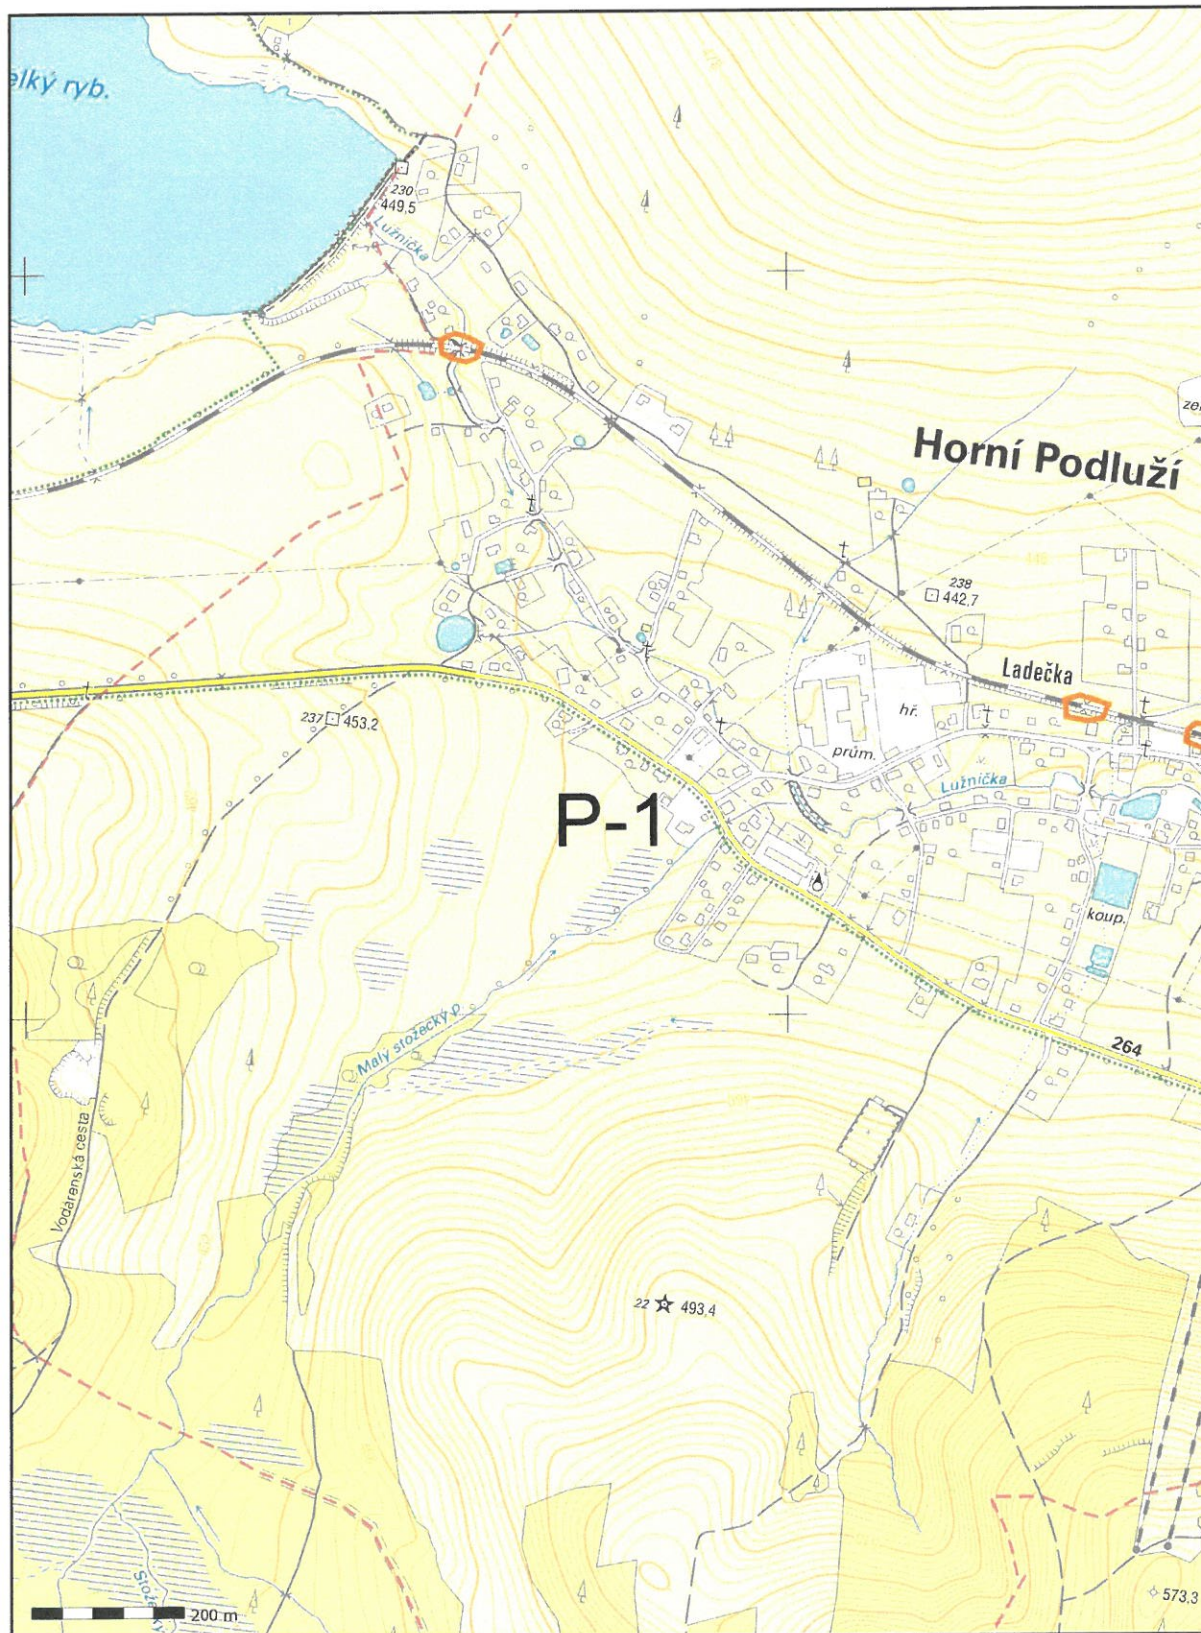 elký ryb.
230
449,5
Lužnička
Horní Podluží
238
442,7
Ladečka
237
453,2
hř.
prům.
Lužnička
P-1
koup.
Malý stožecký p.
264
Vodárenská cesta
22
493,4
573,3
200 m